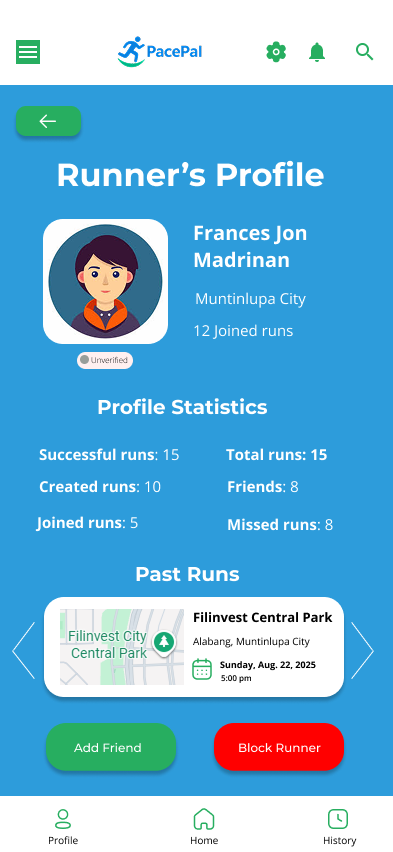 PacePal
Runner's Profile
Frances Jon
Madrinan
Muntinlupa City
12 Joined runs
Unverified
Profile Statistics
Successful runs: 15
Total runs: 15
Created runs: 10
Friends: 8
Joined runs: 5
Missed runs: 8
Past Runs
Filinvest City
Central Park
Filinvest Central Park
Alabang, Muntinlupa City
Sunday, Aug. 22, 2025
5:00 pm
Add Friend
Block Runner
Profile
Home
History